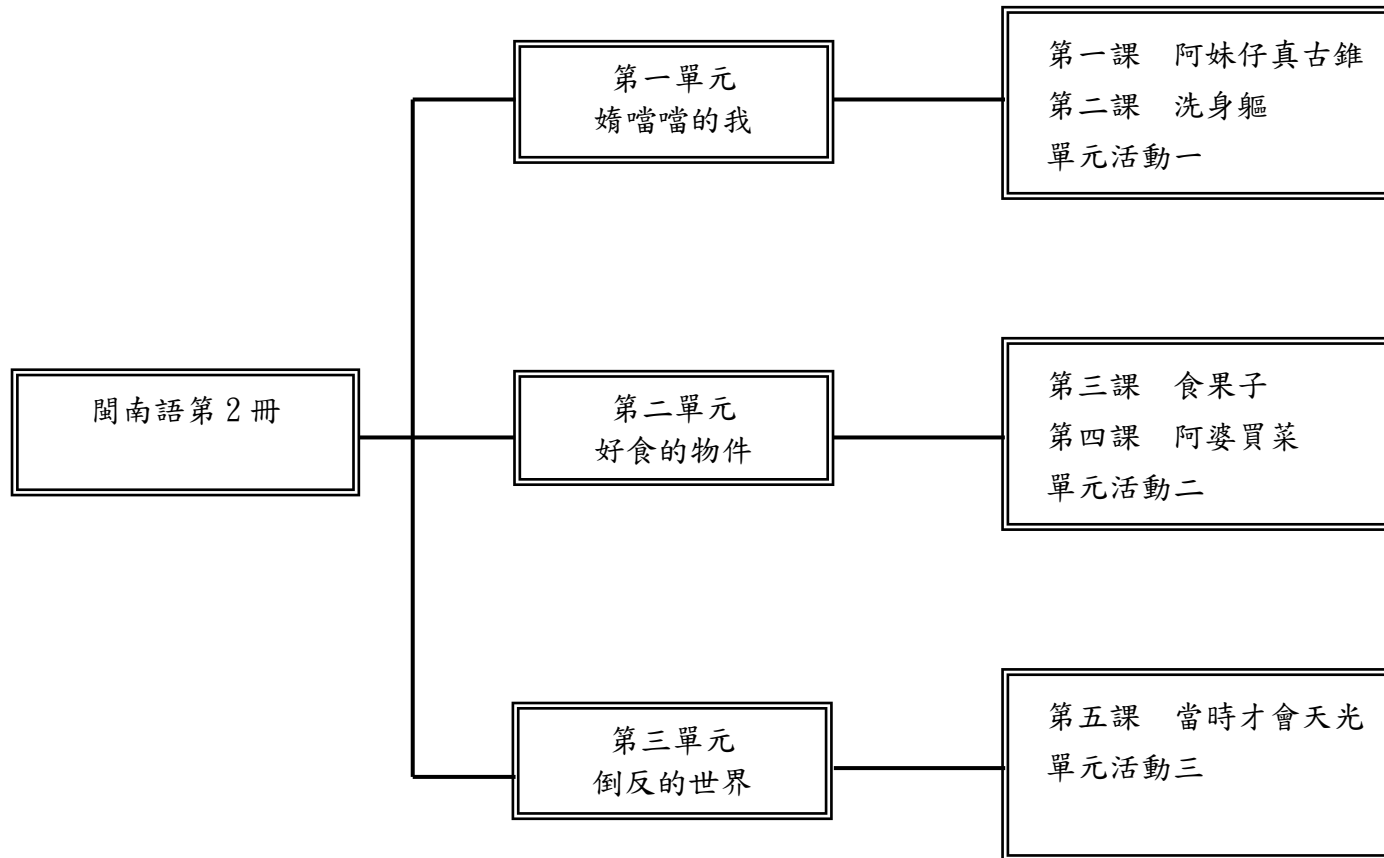 閩南語第 2 冊
第一單元
媠噹噹的我
第一課　阿妹仔真古錐
第二課　洗身軀
單元活動一
第二單元
好食的物件
第三課　食果子
第四課　阿婆買菜
單元活動二
第三單元
倒反的世界
第五課　當時才會天光
單元活動三